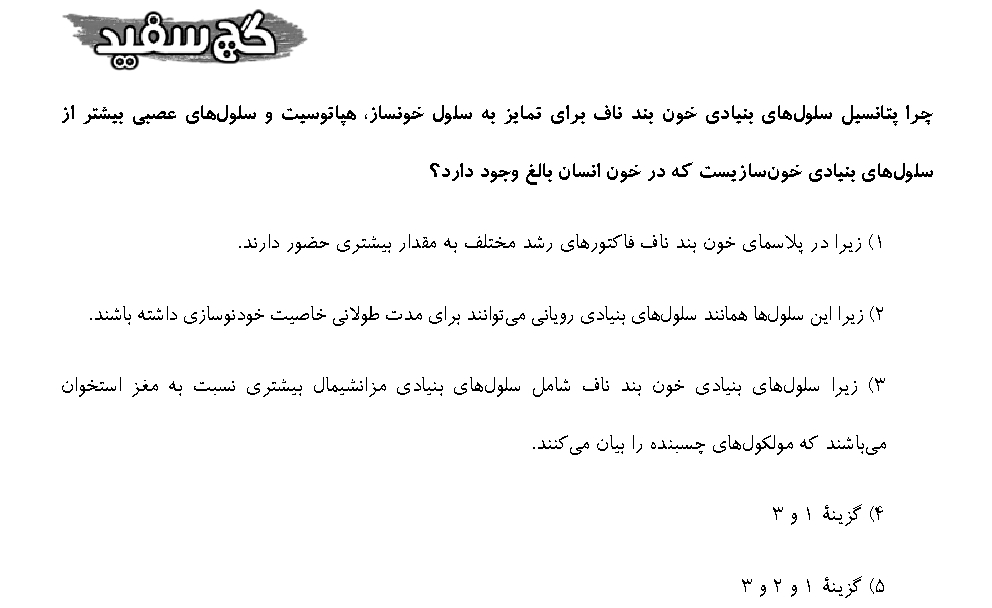 گچ سفید
چرا پتانسیل سلول‌های بنیادی خون بند ناف برای تمایز به سلول خونساز، هپاتوسیت و سلول‌های عصبی بیشتر از
سلول‌های بنیادی خون‌سازیست که در خون انسان بالغ وجود دارد؟
۱) زیرا در پلاسمای خون بند ناف فاکتورهای رشد مختلف به مقدار بیشتری حضور دارند.
۲) زیرا این سلول‌ها همانند سلول‌های بنیادی رویانی می‌توانند برای مدت طولانی خاصیت خودنوسازی داشته باشند.
۳) زیرا سلول‌های بنیادی خون بند ناف شامل سلول‌های بنیادی مزانشیمال بیشتری نسبت به مغز استخوان
می‌باشند که مولکول‌های چسبنده را بیان می‌کنند.
۴) گزینهٔ ۱ و ۳
۵) گزینهٔ ۱ و ۲ و ۳